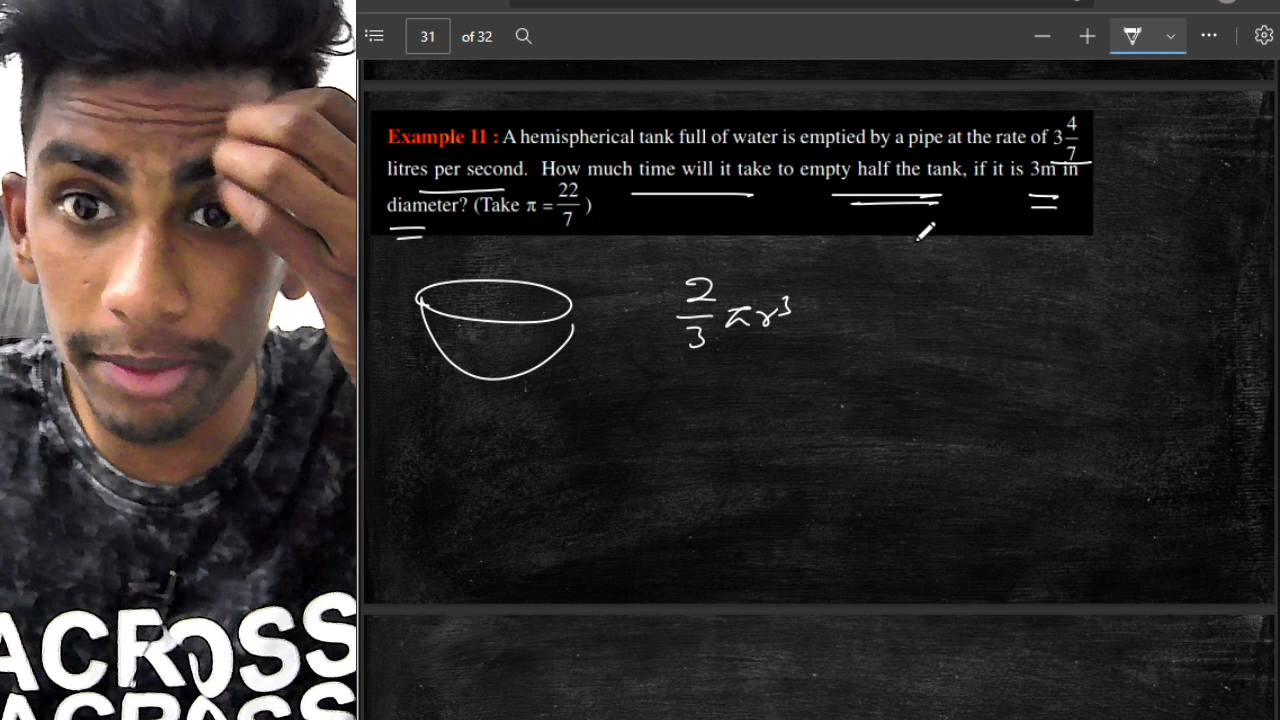 31 of 32
Example 11 : A hemispherical tank full of water is emptied by a pipe at the rate of 3 4/7
litres per second. How much time will it take to empty half the tank, if it is 3m in
diameter? (Take π = 22/7 )
2/3 πr³
ACROSS
ACROSS